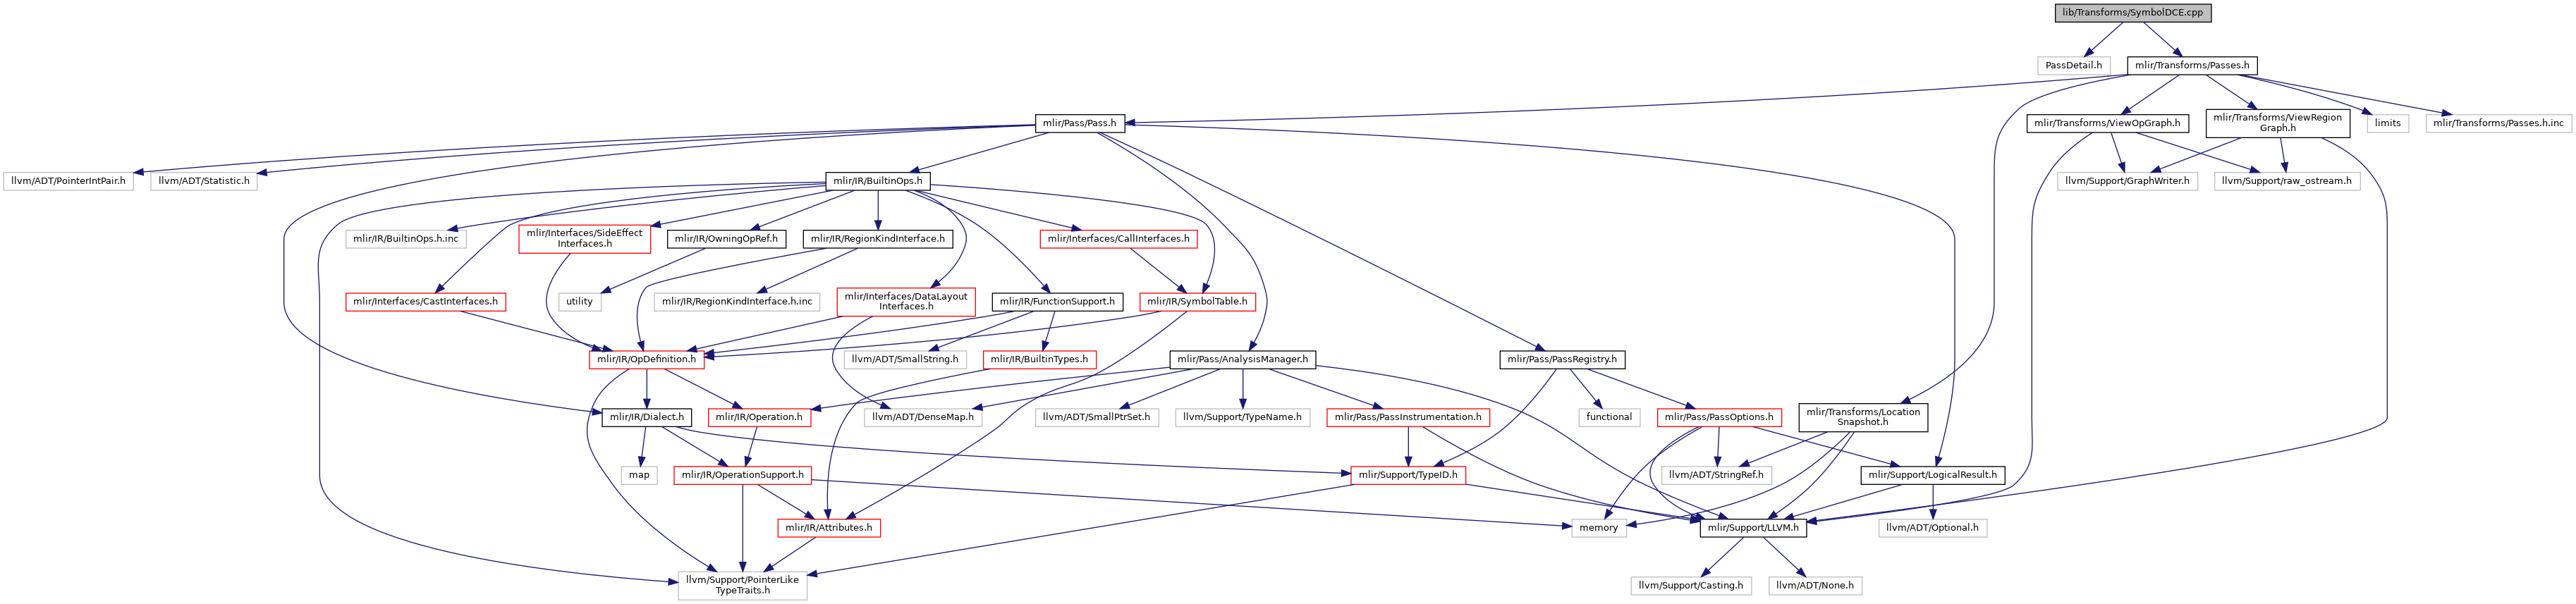 lib/Transforms/SymbolDCE.cpp
PassDetail.h
mlir/Transforms/Passes.h
mlir/Pass/Pass.h
mlir/Transforms/ViewOpGraph.h
mlir/Transforms/ViewRegion
Graph.h
limits
mlir/Transforms/Passes.h.inc
llvm/ADT/PointerIntPair.h
llvm/ADT/Statistic.h
mlir/IR/BuiltinOps.h
llvm/Support/GraphWriter.h
llvm/Support/raw_ostream.h
mlir/IR/BuiltinOps.h.inc
mlir/Interfaces/SideEffect
Interfaces.h
mlir/IR/OwningOpRef.h
mlir/IR/RegionKindInterface.h
mlir/Interfaces/CallInterfaces.h
mlir/Interfaces/CastInterfaces.h
utility
mlir/IR/RegionKindInterface.h.inc
mlir/Interfaces/DataLayout
Interfaces.h
mlir/IR/FunctionSupport.h
mlir/IR/SymbolTable.h
mlir/IR/OpDefinition.h
llvm/ADT/SmallString.h
mlir/IR/BuiltinTypes.h
mlir/Pass/AnalysisManager.h
mlir/Pass/PassRegistry.h
mlir/IR/Dialect.h
mlir/IR/Operation.h
llvm/ADT/DenseMap.h
llvm/ADT/SmallPtrSet.h
llvm/Support/TypeName.h
mlir/Pass/PassInstrumentation.h
functional
mlir/Pass/PassOptions.h
mlir/Transforms/Location
Snapshot.h
map
mlir/IR/OperationSupport.h
mlir/Support/TypeID.h
llvm/ADT/StringRef.h
mlir/Support/LogicalResult.h
mlir/IR/Attributes.h
memory
mlir/Support/LLVM.h
llvm/ADT/Optional.h
llvm/Support/PointerLike
TypeTraits.h
llvm/Support/Casting.h
llvm/ADT/None.h